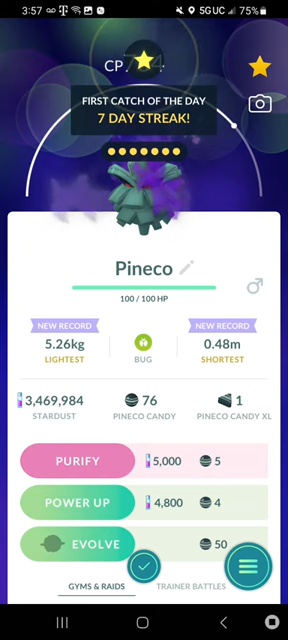 3:57 5G UC 75%
CP
FIRST CATCH OF THE DAY
7 DAY STREAK!
Pineco
100 / 100 HP
NEW RECORD NEW RECORD
5.26kg 0.48m
LIGHTEST BUG SHORTEST
3,469,984 76 1
STARDUST PINECO CANDY PINECO CANDY XL
PURIFY 5,000 5
POWER UP 4,800 4
EVOLVE 50
GYMS & RAIDS TRAINER BATTLES